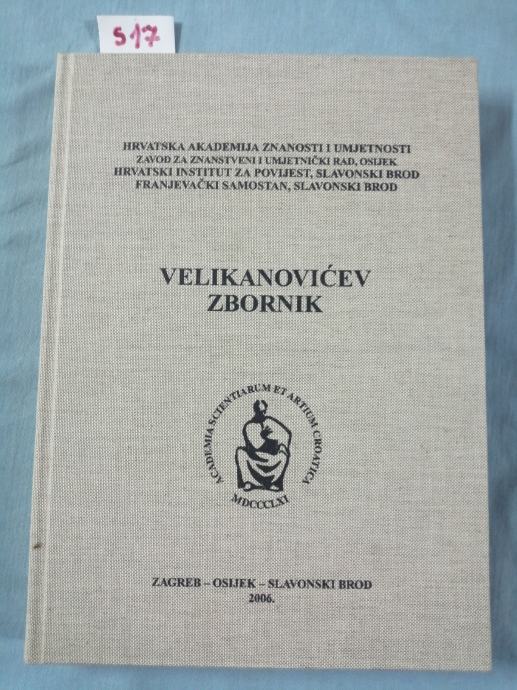 S17
HRVATSKA AKADEMIJA ZNANOSTI I UMJETNOSTI
ZAVOD ZA ZNANSTVENI I UMJETNIČKI RAD, OSIJEK
HRVATSKI INSTITUT ZA POVIJEST, SLAVONSKI BROD
FRANJEVAČKI SAMOSTAN, SLAVONSKI BROD
VELIKANOVIĆEV
ZBORNIK
ACADEMIA SCIENTIARUM ET ARTIUM CROATICA
MDCCCLXI
ZAGREB – OSIJEK – SLAVONSKI BROD
2006.